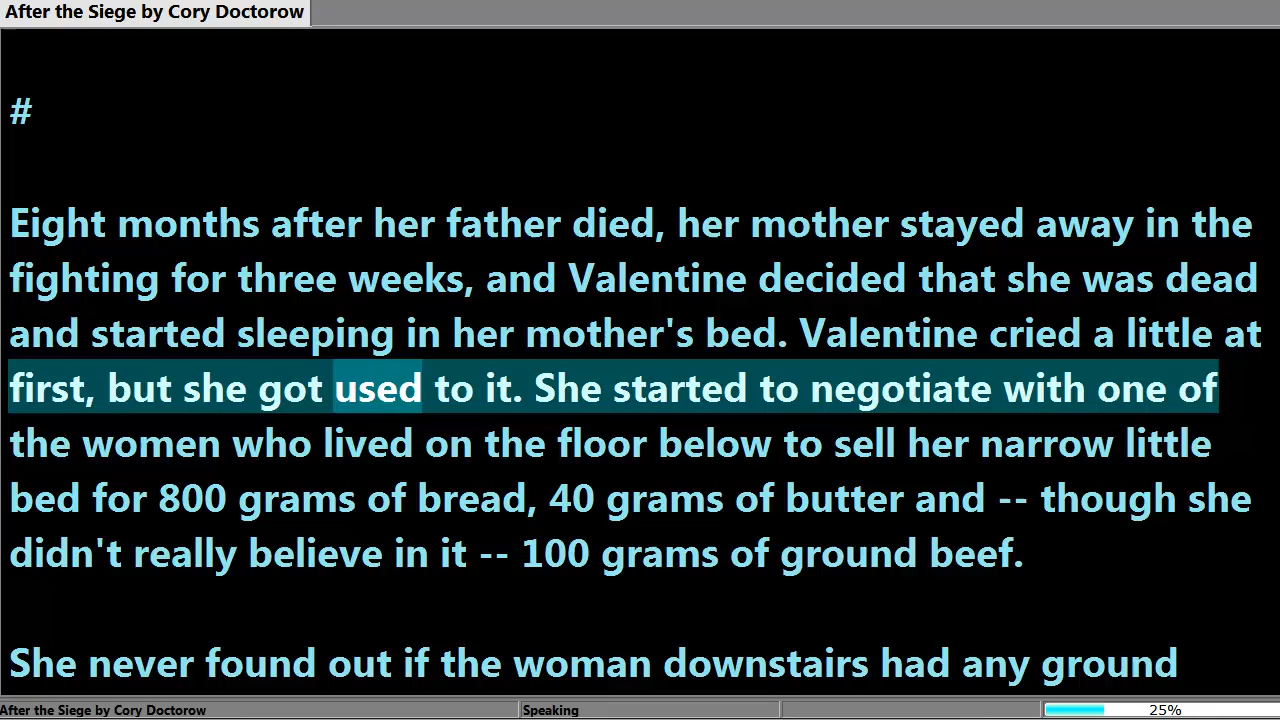 After the Siege by Cory Doctorow
#
Eight months after her father died, her mother stayed away in the
fighting for three weeks, and Valentine decided that she was dead
and started sleeping in her mother's bed. Valentine cried a little at
first, but she got used to it. She started to negotiate with one of
the women who lived on the floor below to sell her narrow little
bed for 800 grams of bread, 40 grams of butter and -- though she
didn't really believe in it -- 100 grams of ground beef.
She never found out if the woman downstairs had any ground
After the Siege by Cory Doctorow Speaking 25%